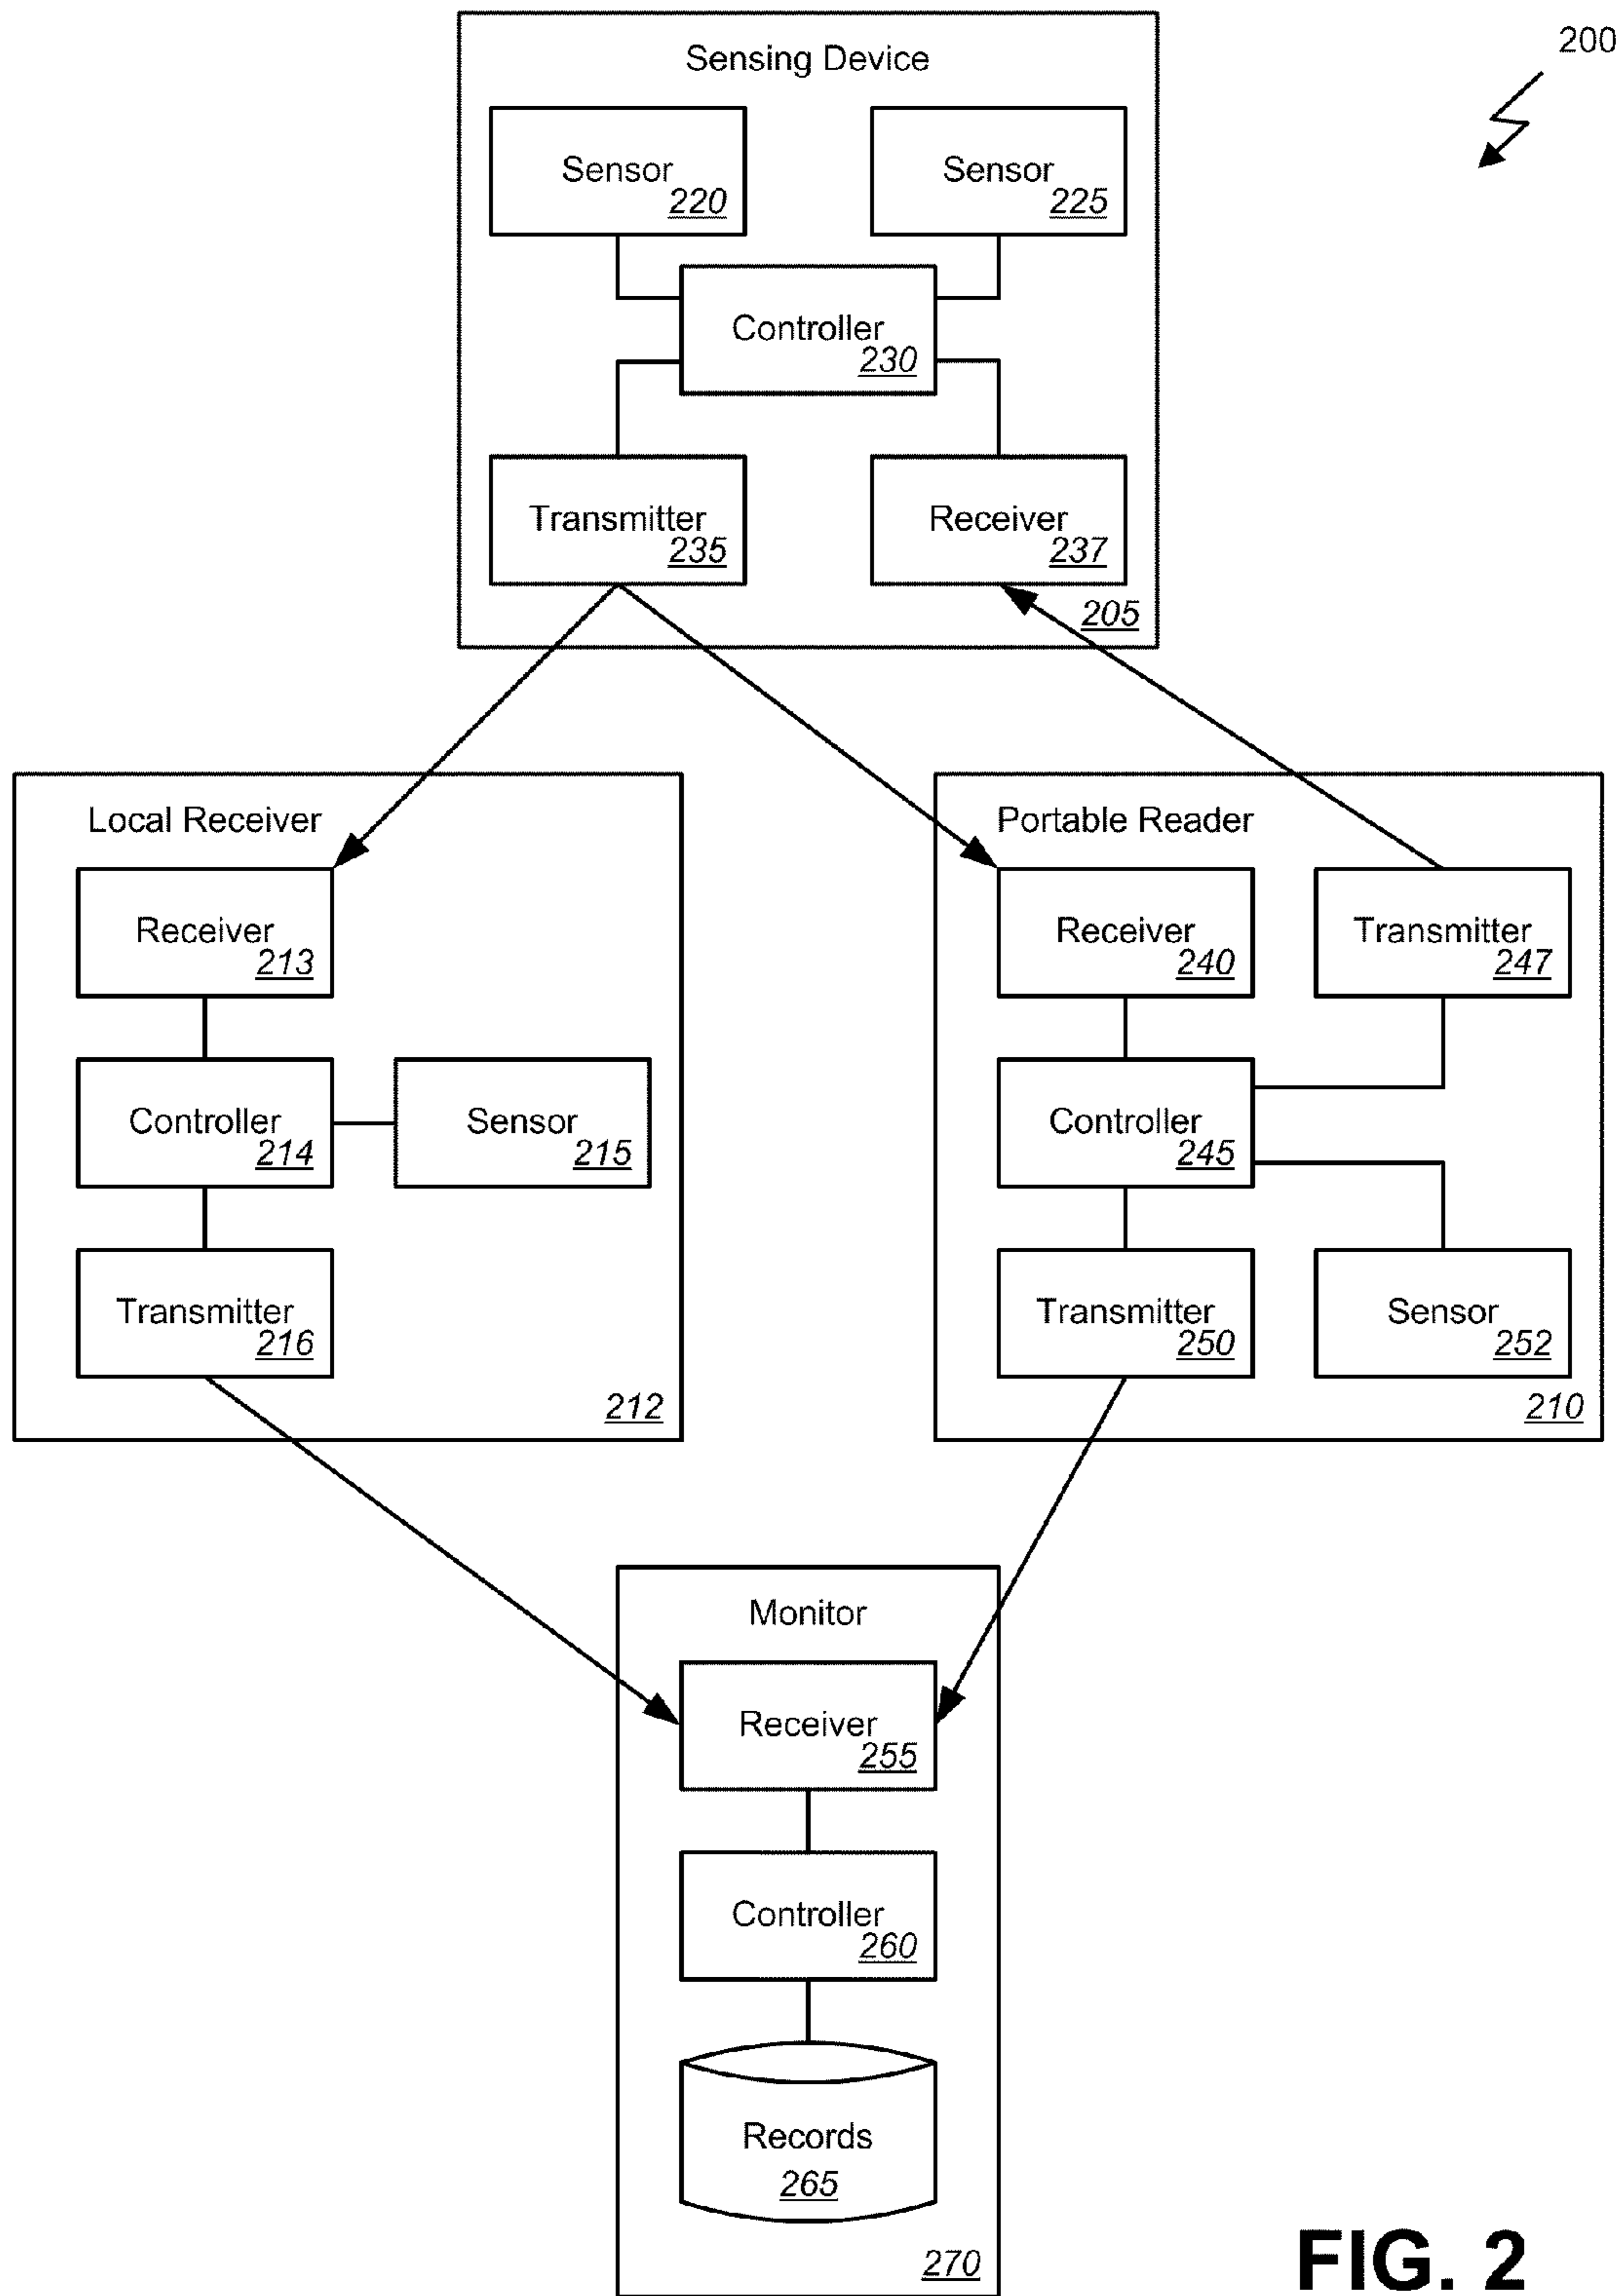 200
Sensing Device
Sensor
220
Sensor
225
Controller
230
Transmitter
235
Receiver
237
205
Local Receiver
Receiver
213
Controller
214
Sensor
215
Transmitter
216
212
Portable Reader
Receiver
240
Transmitter
247
Controller
245
Transmitter
250
Sensor
252
210
Monitor
Receiver
255
Controller
260
Records
265
270
FIG. 2